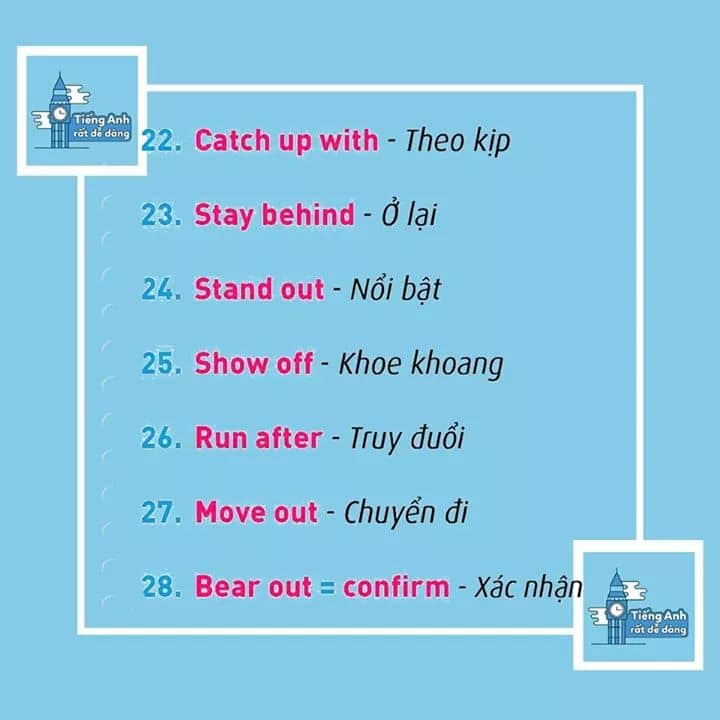 Tiếng Anh
rất dễ dàng
22. Catch up with - Theo kịp
23. Stay behind - Ở lại
24. Stand out - Nổi bật
25. Show off - Khoe khoang
26. Run after - Truy đuổi
27. Move out - Chuyển đi
28. Bear out = confirm - Xác nhận
Tiếng Anh
rất dễ dàng